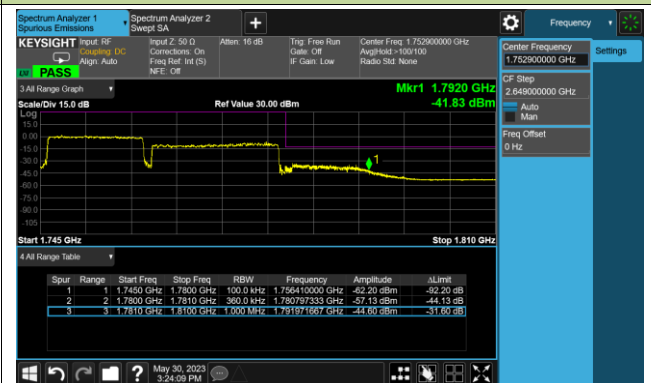 Spectrum Analyzer 1
Spurious Emissions
Spectrum Analyzer 2
Swept SA
+
Frequency
KEYSIGHT
Input: RF
Coupling: DC
Align: Auto
Input Z: 50 Ω
Corrections: On
Freq Ref: Int (S)
NFE: Off
Atten: 16 dB
Trig: Free Run
Gate: Off
IF Gain: Low
Center Freq: 1.752900000 GHz
Avg|Hold:>100/100
Radio Std: None
PASS
Center Frequency
1.752900000 GHz
Settings
CF Step
2.649000000 GHz
Auto
Man
Freq Offset
0 Hz
3 All Range Graph
Mkr1 1.7920 GHz
Scale/Div 15.0 dB
Ref Value 30.00 dBm
-41.83 dBm
Log
15.0
0.00
-15.0
-30.0
-45.0
-60.0
-75.0
-90.0
-105
1
Start 1.745 GHz
Stop 1.810 GHz
4 All Range Table
Spur Range Start Freq Stop Freq RBW Frequency Amplitude ΔLimit
1 1 1.7450 GHz 1.7800 GHz 100.0 kHz 1.756410000 GHz -62.20 dBm -92.20 dB
2 2 1.7800 GHz 1.7810 GHz 360.0 kHz 1.780797333 GHz -57.13 dBm -44.13 dB
3 3 1.7810 GHz 1.8100 GHz 1.000 MHz 1.791971667 GHz -44.60 dBm -31.60 dB
?
May 30, 2023
3:24:09 PM